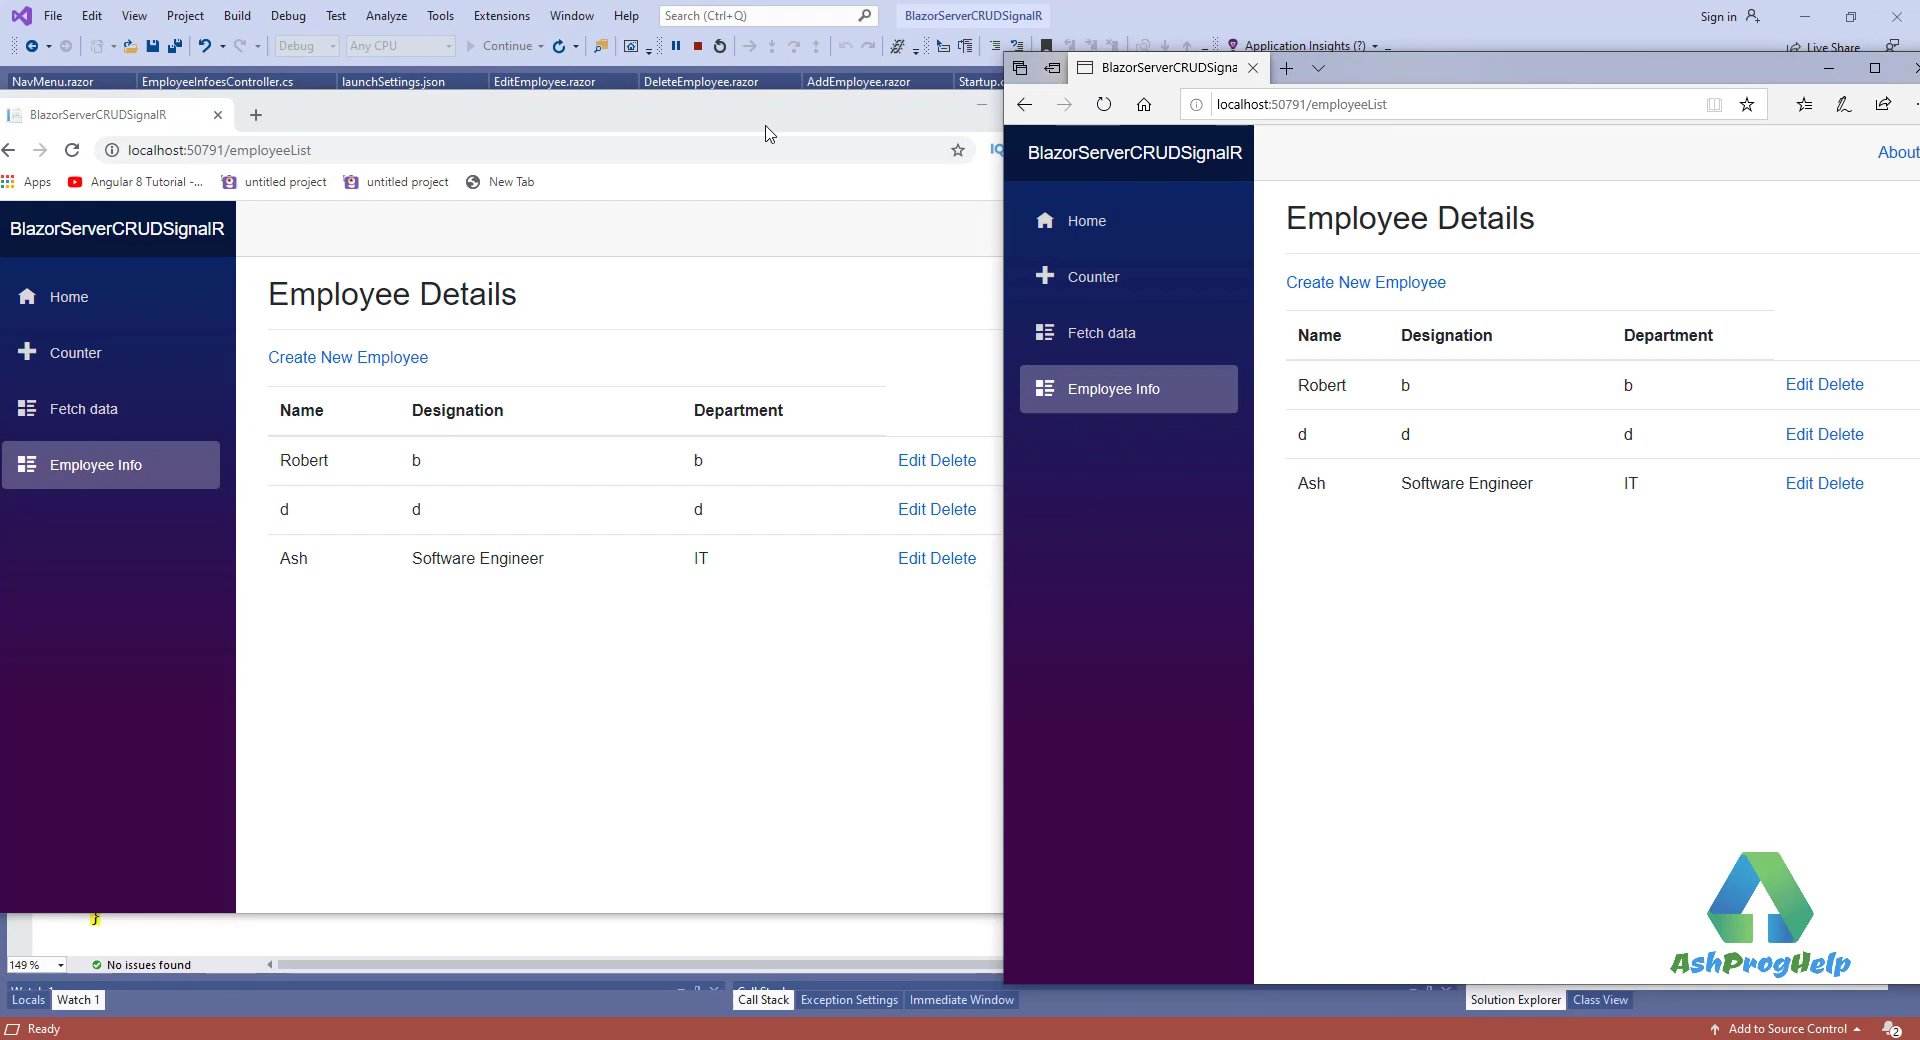 File Edit View Project Build Debug Test Analyze Tools Extensions Window Help Search (Ctrl+Q) BlazorServerCRUDSignalR Sign in
Debug Any CPU Continue Application Insights (?) Live Share
NavMenu.razor EmployeeInfoesController.cs launchSettings.json EditEmployee.razor DeleteEmployee.razor AddEmployee.razor Startup.c
BlazorServerCRUDSignalR
localhost:50791/employeeList
Apps Angular 8 Tutorial -... untitled project untitled project New Tab
BlazorServerCRUDSignalR
Home
Counter
Fetch data
Employee Info
Employee Details
Create New Employee
Name Designation Department
Robert b b Edit Delete
d d d Edit Delete
Ash Software Engineer IT Edit Delete
BlazorServerCRUDSigna
localhost:50791/employeeList
BlazorServerCRUDSignalR
About
Home
Counter
Fetch data
Employee Info
Employee Details
Create New Employee
Name Designation Department
Robert b b Edit Delete
d d d Edit Delete
Ash Software Engineer IT Edit Delete
AshProgHelp
}
149 % No issues found
Locals Watch 1 Call Stack Exception Settings Immediate Window Solution Explorer Class View
Ready Add to Source Control 2